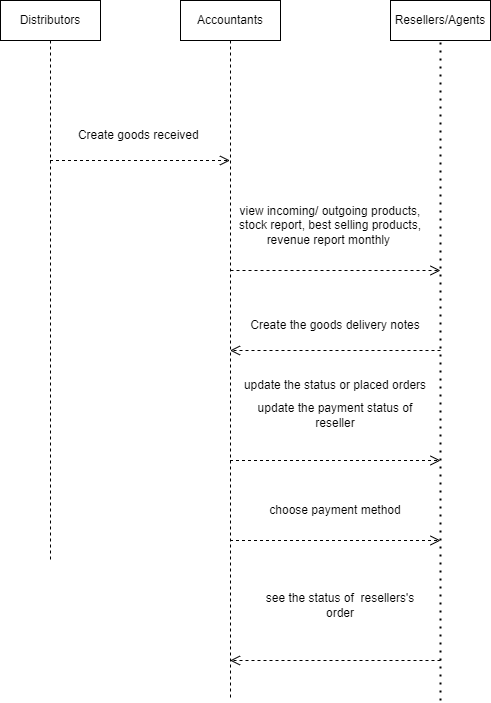 Distributors
Accountants
Resellers/Agents
Create goods received
view incoming/ outgoing products,
stock report, best selling products,
revenue report monthly
Create the goods delivery notes
update the status or placed orders
update the payment status of
reseller
choose payment method
see the status of resellers's
order